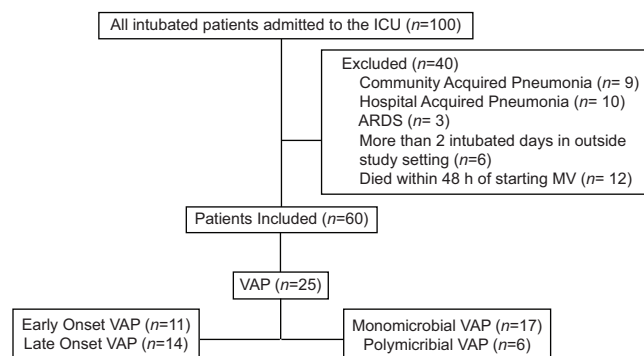 All intubated patients admitted to the ICU (n=100)
Excluded (n=40)
Community Acquired Pneumonia (n= 9)
Hospital Acquired Pneumonia (n= 10)
ARDS (n= 3)
More than 2 intubated days in outside
study setting (n=6)
Died within 48 h of starting MV (n= 12)
Patients Included (n=60)
VAP (n=25)
Early Onset VAP (n=11)
Late Onset VAP (n=14)
Monomicrobial VAP (n=17)
Polymicribial VAP (n=6)